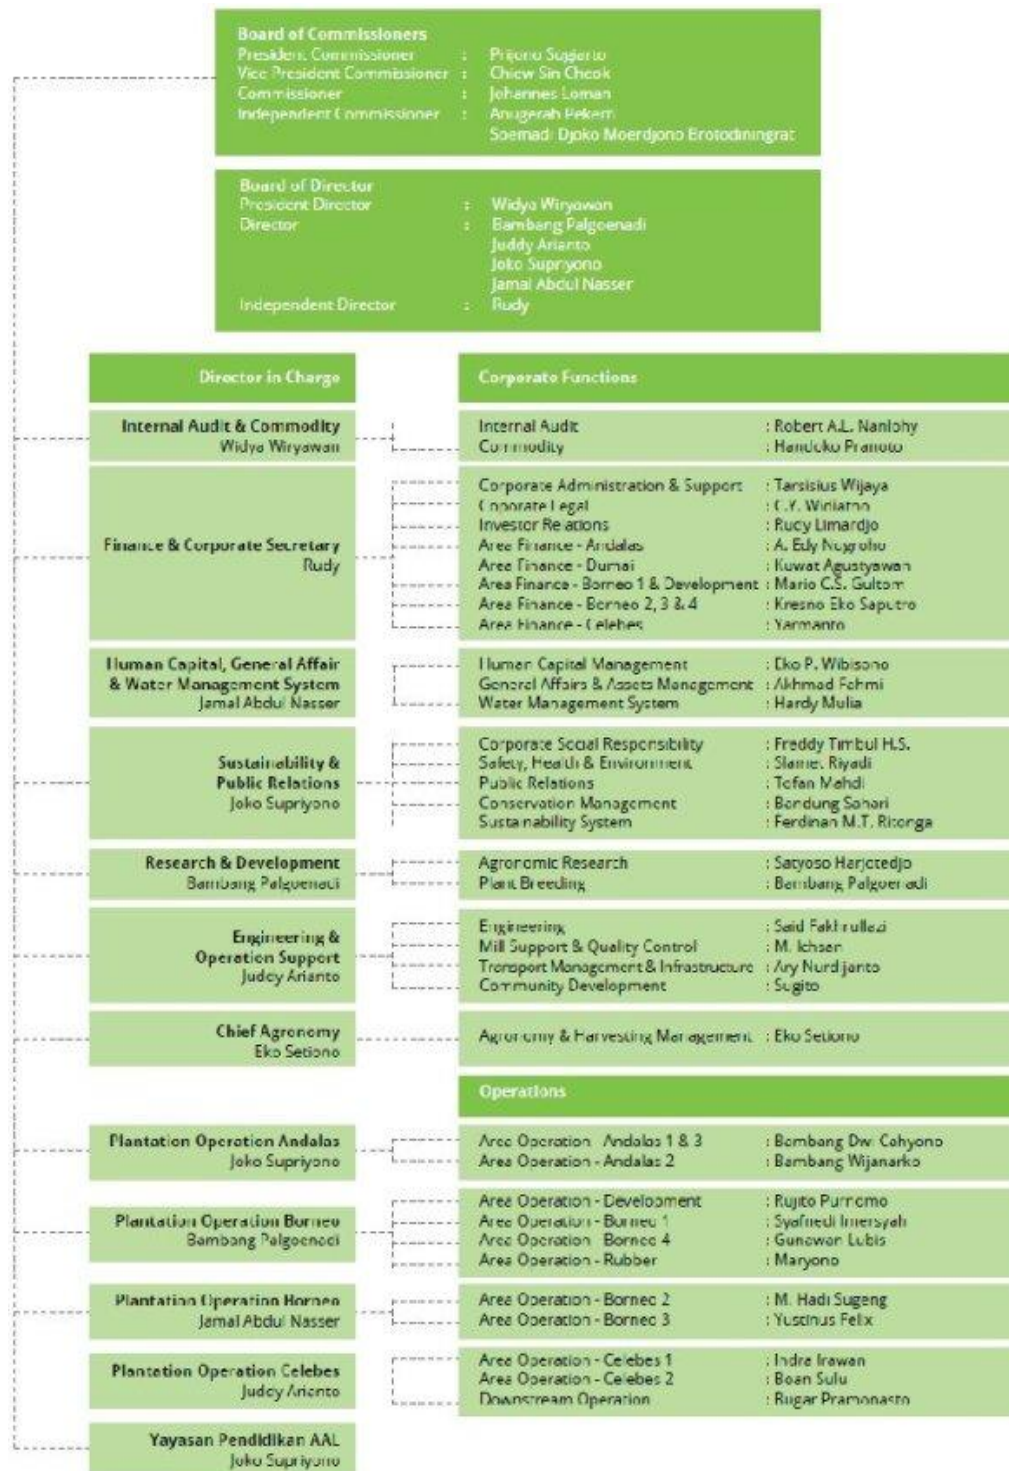 Board of Commissioners
President Commissioner : Prijono Sugiarto
Vice President Commissioner : Chiew Sin Cheok
Commissioner : Johannes Loman
Independent Commissioner : Anugerah Pekerti
Soemadi Djoko Moerdjono Brotodiningrat
Board of Director
President Director : Widya Wiryawan
Director : Bambang Palgoenadi
Juddy Arianto
Joko Supriyono
Jamal Abdul Nasser
Independent Director : Rudy
Director in Charge
Corporate Functions
Internal Audit & Commodity
Widya Wiryawan
Internal Audit : Robert A.L. Nanlohy
Commodity : Handoko Pranoto
Finance & Corporate Secretary
Rudy
Corporate Administration & Support : Tarsisius Wijaya
Coporate Legal : C.Y. Winiatno
Investor Relations : Rudy Limardjo
Area Finance - Andalas : A. Edy Nugroho
Area Finance - Dumai : Kuwat Agustyawan
Area Finance - Borneo 1 & Development : Mario C.S. Gultom
Area Finance - Borneo 2, 3 & 4 : Kresno Eko Saputro
Area Finance - Celebes : Yarmanto
Human Capital, General Affair
& Water Management System
Jamal Abdul Nasser
Human Capital Management : Eko P. Wibisono
General Affairs & Assets Management : Akhmad Fahmi
Water Management System : Hardy Mulia
Sustainability &
Public Relations
Joko Supriyono
Corporate Social Responsibility : Freddy Timbul H.S.
Safety, Health & Environment : Slamet Riyadi
Public Relations : Tofan Mahdi
Conservation Management : Bandung Sahari
Sustainability System : Ferdinan M.T. Ritonga
Research & Development
Bambang Palgoenadi
Agronomic Research : Satyoso Harjotedjo
Plant Breeding : Bambang Palgoenadi
Engineering &
Operation Support
Juddy Arianto
Engineering : Said Fakhrullazi
Mill Support & Quality Control : M. Ichsan
Transport Management & Infrastructure : Ary Nurdijanto
Community Development : Sugito
Chief Agronomy
Eko Setiono
Agronomy & Harvesting Management : Eko Setiono
Operations
Plantation Operation Andalas
Joko Supriyono
Area Operation - Andalas 1 & 3 : Bambang Dwi Cahyono
Area Operation - Andalas 2 : Bambang Wijanarko
Plantation Operation Borneo
Bambang Palgoenadi
Area Operation - Development : Rujito Purnomo
Area Operation - Borneo 1 : Syafnedi Imersyah
Area Operation - Borneo 4 : Gunawan Lubis
Area Operation - Rubber : Maryono
Plantation Operation Borneo
Jamal Abdul Nasser
Area Operation - Borneo 2 : M. Hadi Sugeng
Area Operation - Borneo 3 : Yustinus Felix
Plantation Operation Celebes
Juddy Arianto
Area Operation - Celebes 1 : Indra Irawan
Area Operation - Celebes 2 : Boan Sulu
Downstream Operation : Bugar Pramonasto
Yayasan Pendidikan AAL
Joko Supriyono